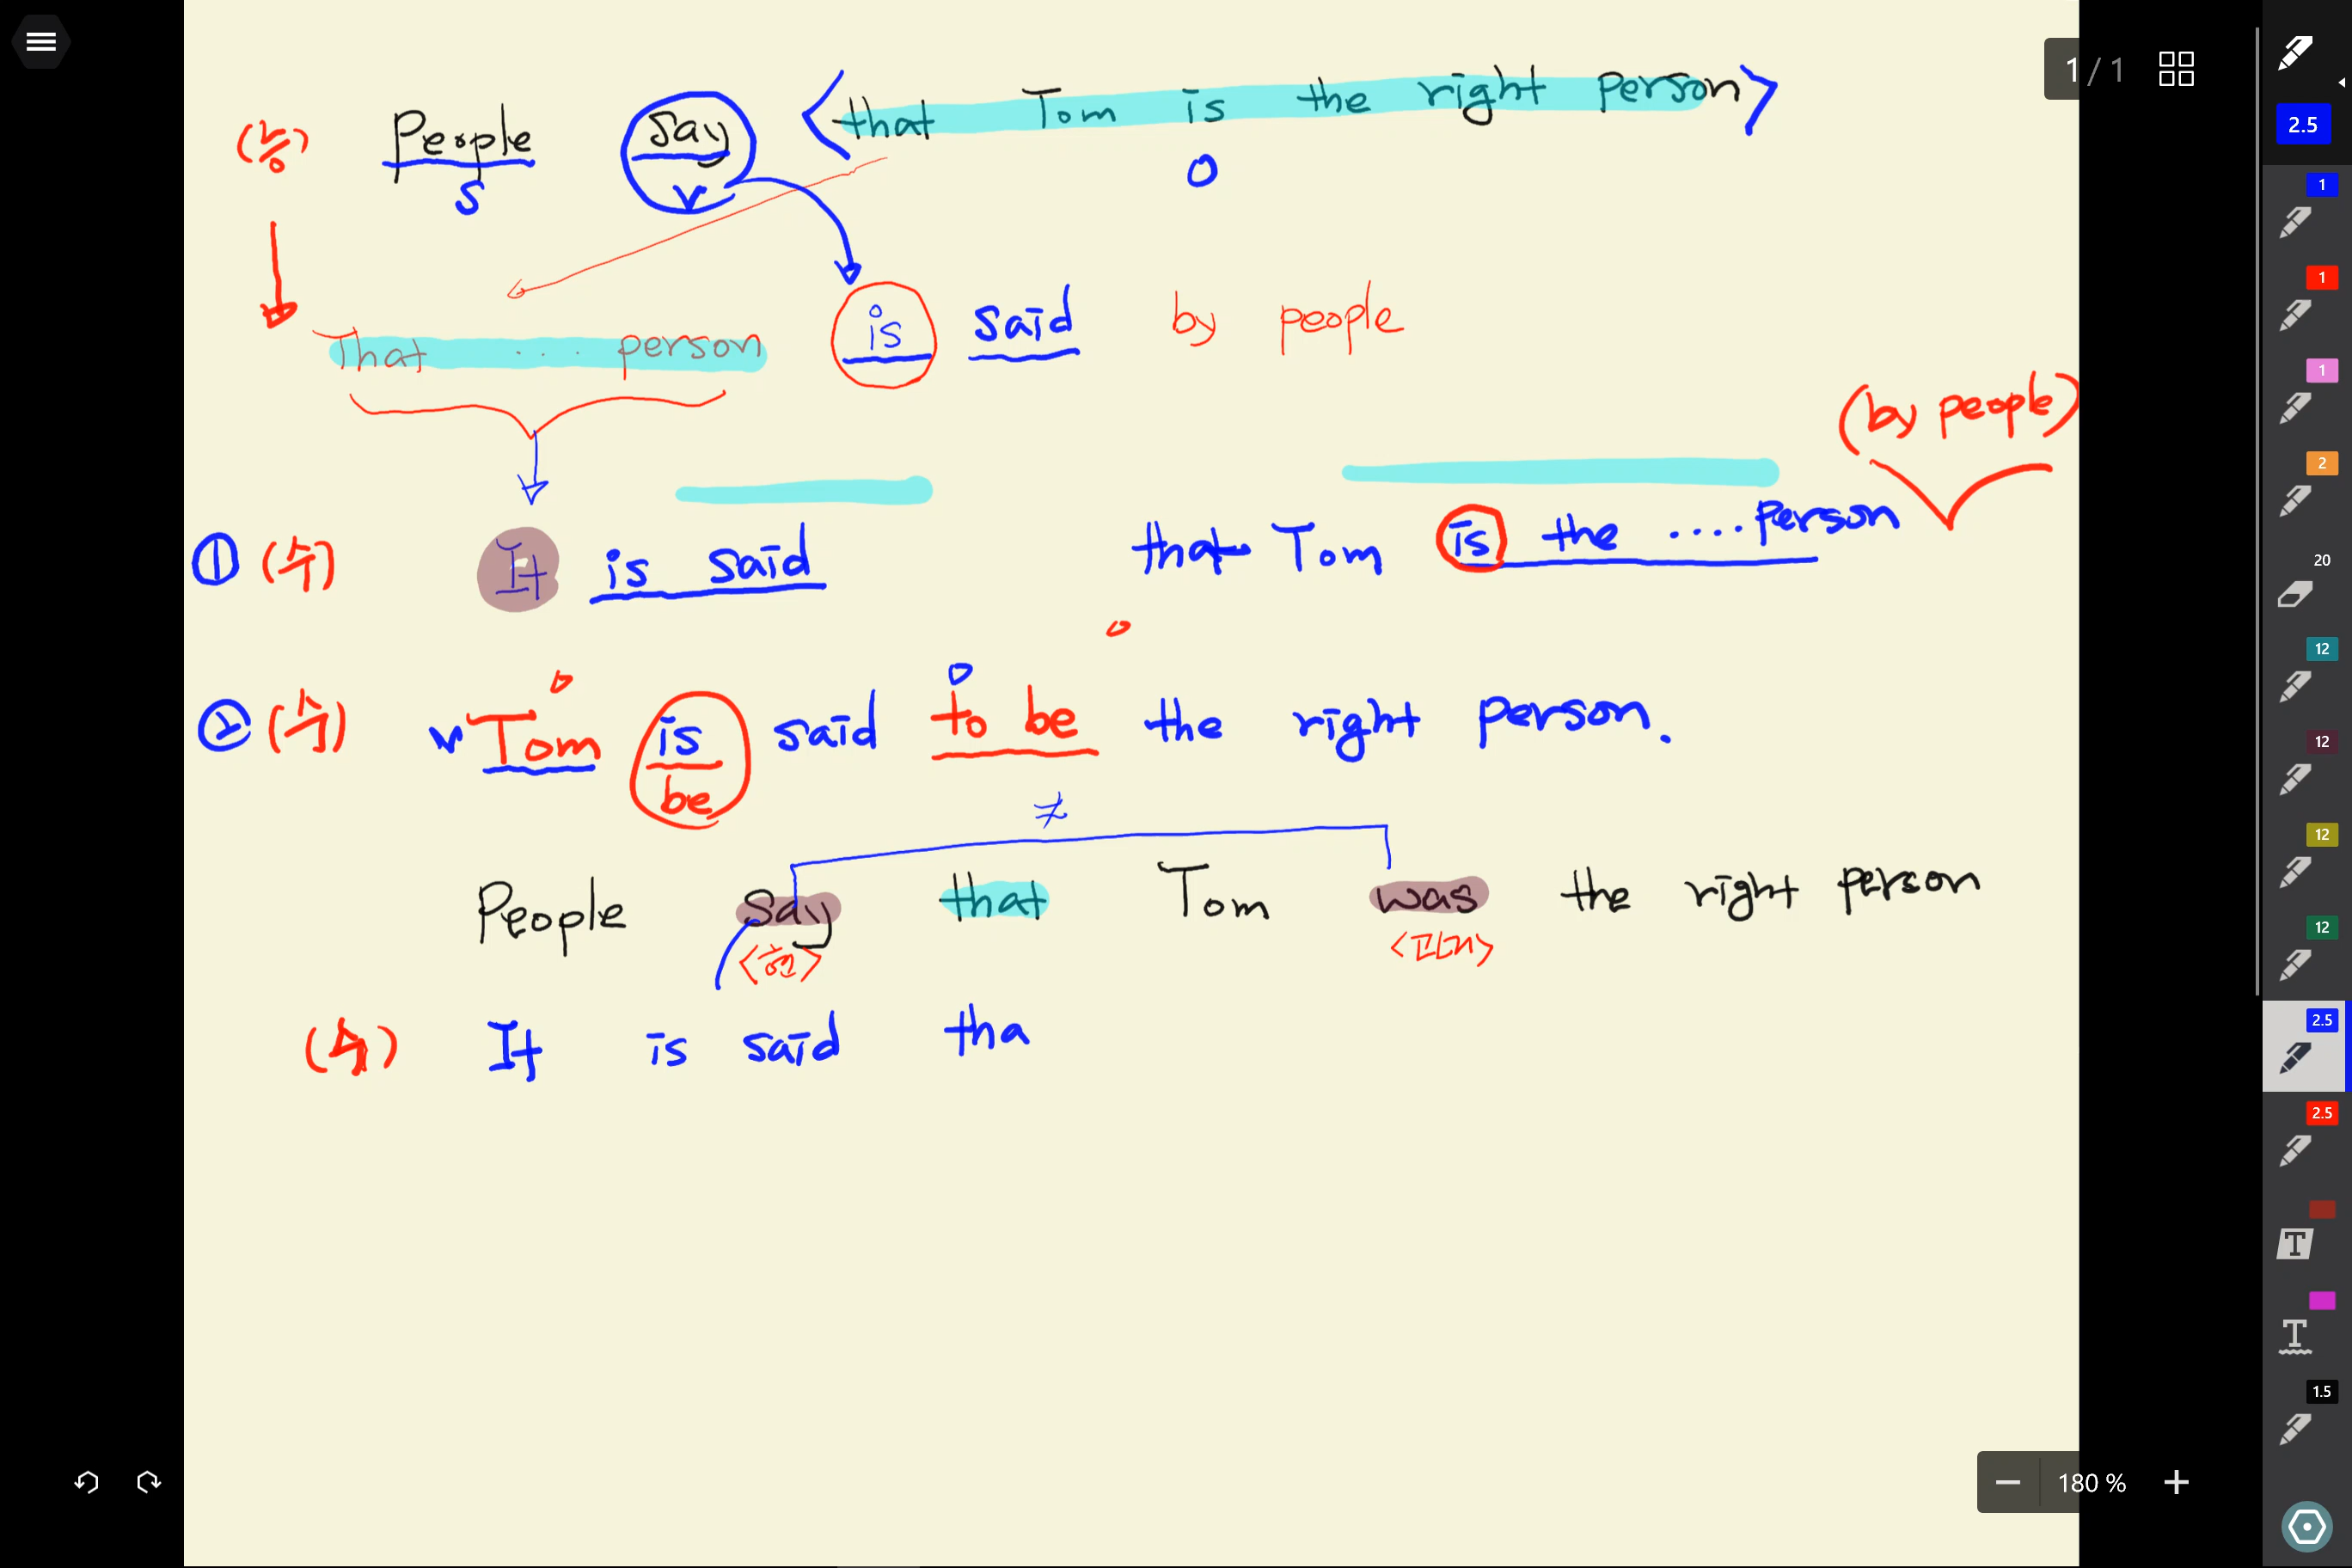 1 / 1
2.5
(능) People say <that Tom is the right person>
S V O
That .... person is said by people
(by people)
① (수) It is said that Tom is the .... person
② (수) Tom is said to be the right person.
be
≠
People say that Tom was the right person
<현> <과거>
(수) It is said tha
1
1
1
2
20
12
12
12
12
2.5
2.5
T
T
1.5
180 %